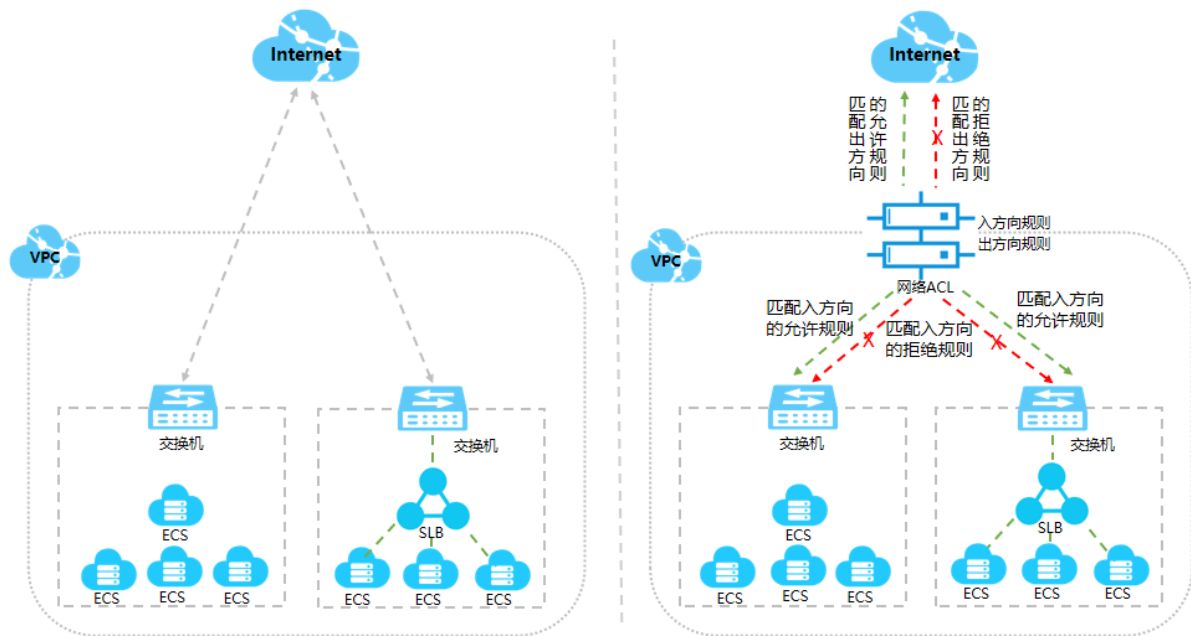 Internet
VPC
交换机
交换机
ECS
SLB
ECS
ECS
ECS
ECS
ECS
ECS
Internet
匹配出方向
的允许规则
匹配出方向
的拒绝规则
X
入方向规则
出方向规则
VPC
网络ACL
匹配入方向
的允许规则
X
匹配入方向
的拒绝规则
X
匹配入方向
的允许规则
交换机
交换机
ECS
SLB
ECS
ECS
ECS
ECS
ECS
ECS